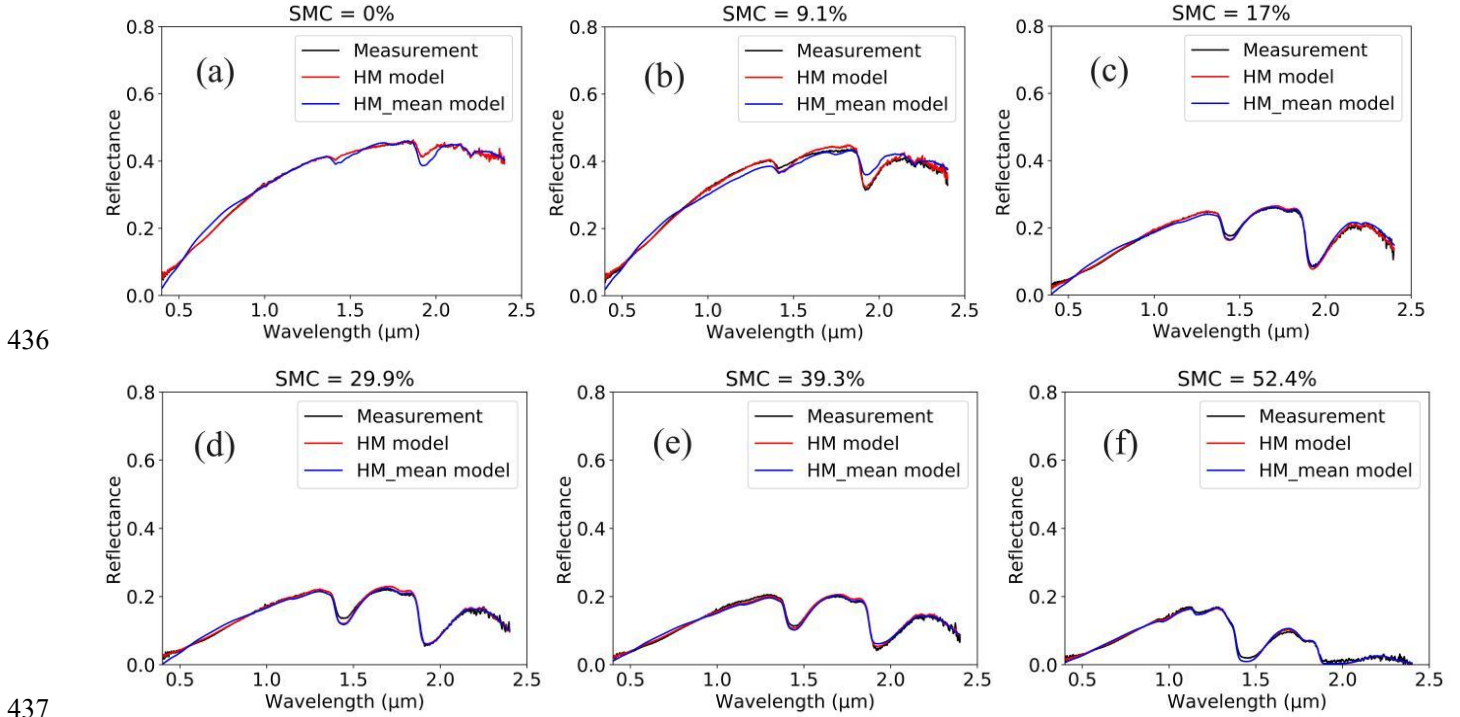 SMC = 0%
(a)
Measurement
HM model
HM_mean model
Reflectance
0.8
0.6
0.4
0.2
0.0
0.5 1.0 1.5 2.0 2.5
Wavelength (μm)
SMC = 9.1%
(b)
Measurement
HM model
HM_mean model
Reflectance
0.8
0.6
0.4
0.2
0.0
0.5 1.0 1.5 2.0 2.5
Wavelength (μm)
SMC = 17%
(c)
Measurement
HM model
HM_mean model
Reflectance
0.8
0.6
0.4
0.2
0.0
0.5 1.0 1.5 2.0 2.5
Wavelength (μm)
436
SMC = 29.9%
(d)
Measurement
HM model
HM_mean model
Reflectance
0.8
0.6
0.4
0.2
0.0
0.5 1.0 1.5 2.0 2.5
Wavelength (μm)
SMC = 39.3%
(e)
Measurement
HM model
HM_mean model
Reflectance
0.8
0.6
0.4
0.2
0.0
0.5 1.0 1.5 2.0 2.5
Wavelength (μm)
SMC = 52.4%
(f)
Measurement
HM model
HM_mean model
Reflectance
0.8
0.6
0.4
0.2
0.0
0.5 1.0 1.5 2.0 2.5
Wavelength (μm)
437